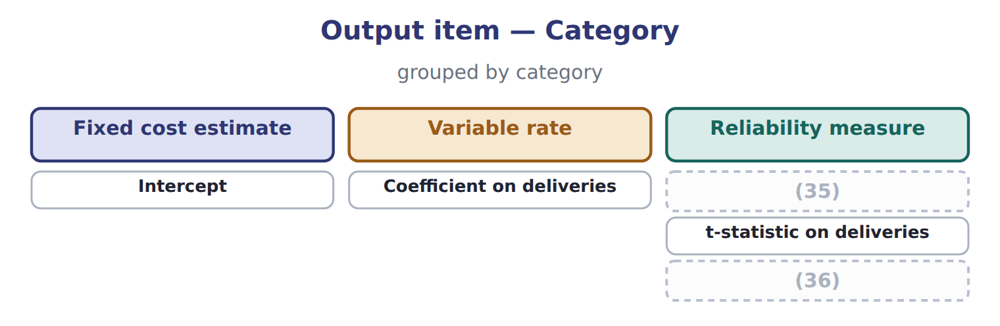 Output item — Category
grouped by category
Fixed cost estimate
Variable rate
Reliability measure
Intercept
Coefficient on deliveries
(35)
t-statistic on deliveries
(36)